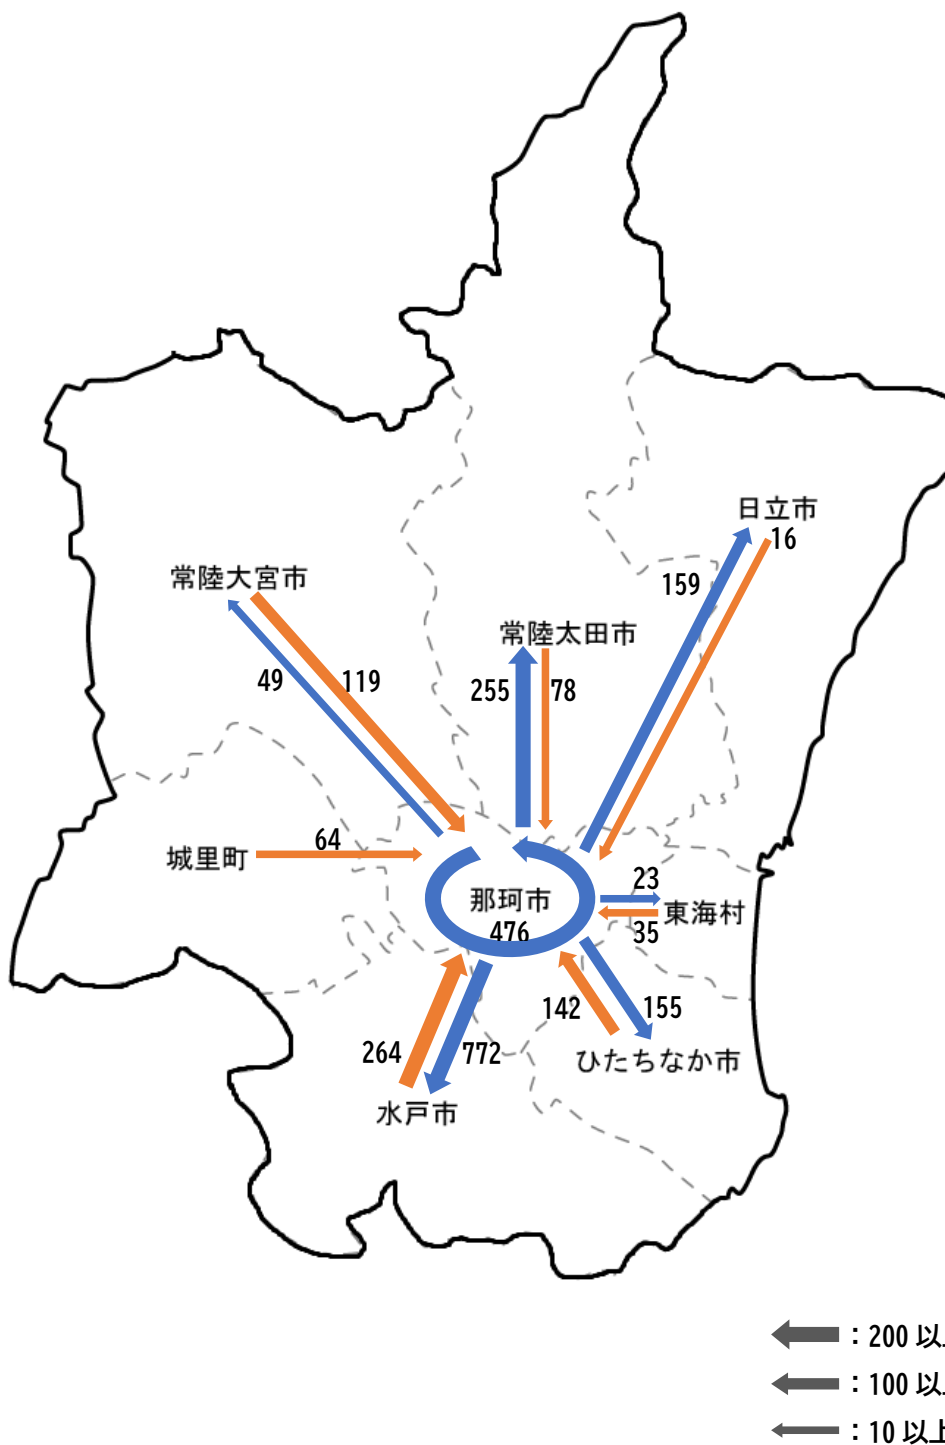 日立市
16
159
常陸大宮市
常陸太田市
49
119
255
78
64
城里町
23
那珂市
東海村
476
35
142
155
264
772
ひたちなか市
水戸市
：200 以
：100 以
：10 以上